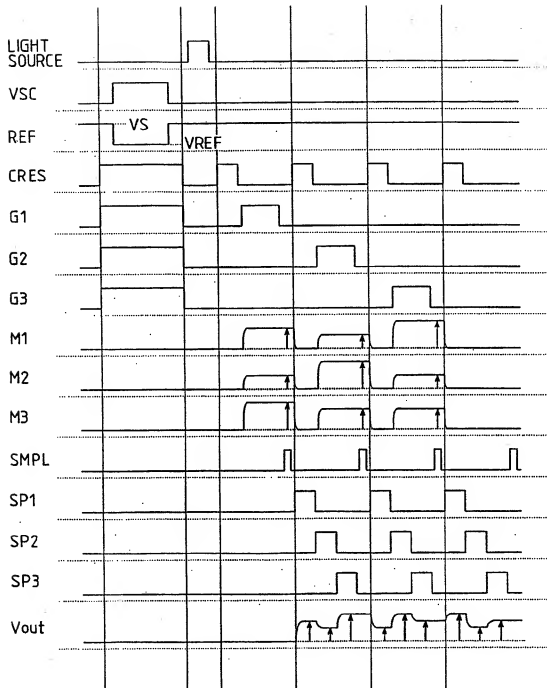 LIGHT
SOURCE
VSC
VS
REF
VREF
CRES
G1
G2
G3
M1
M2
M3
SMPL
SP1
SP2
SP3
Vout